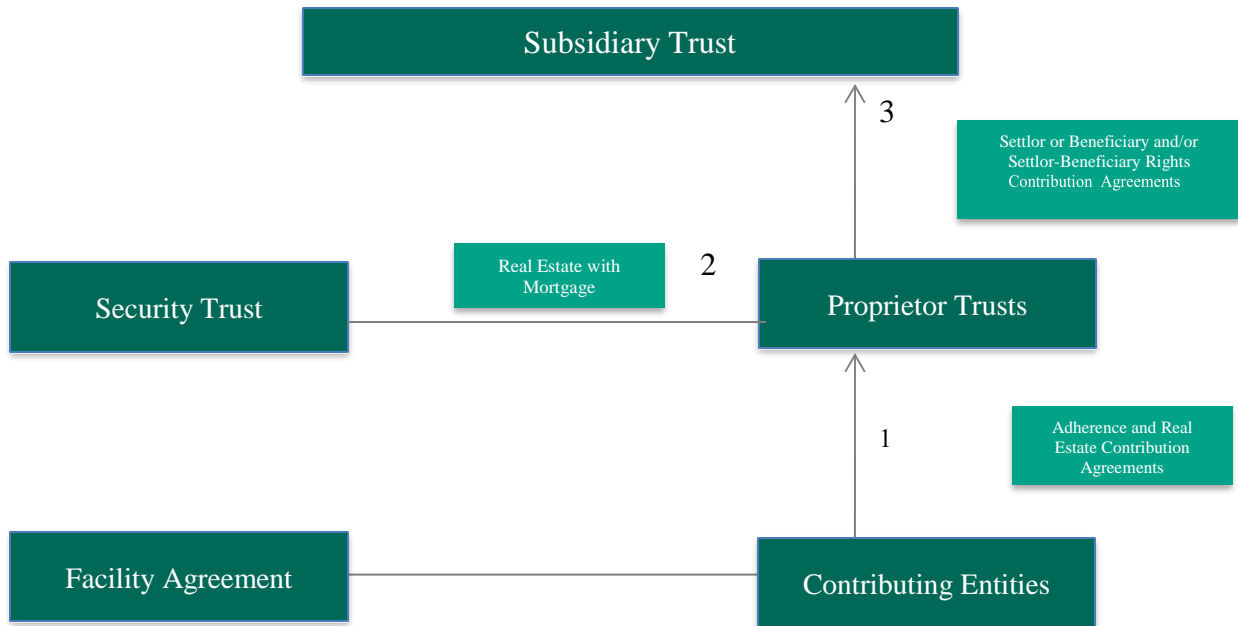 Subsidiary Trust
3
Settlor or Beneficiary and/or
Settlor-Beneficiary Rights
Contribution Agreements
Real Estate with
Mortgage
2
Security Trust
Proprietor Trusts
1
Adherence and Real
Estate Contribution
Agreements
Facility Agreement
Contributing Entities